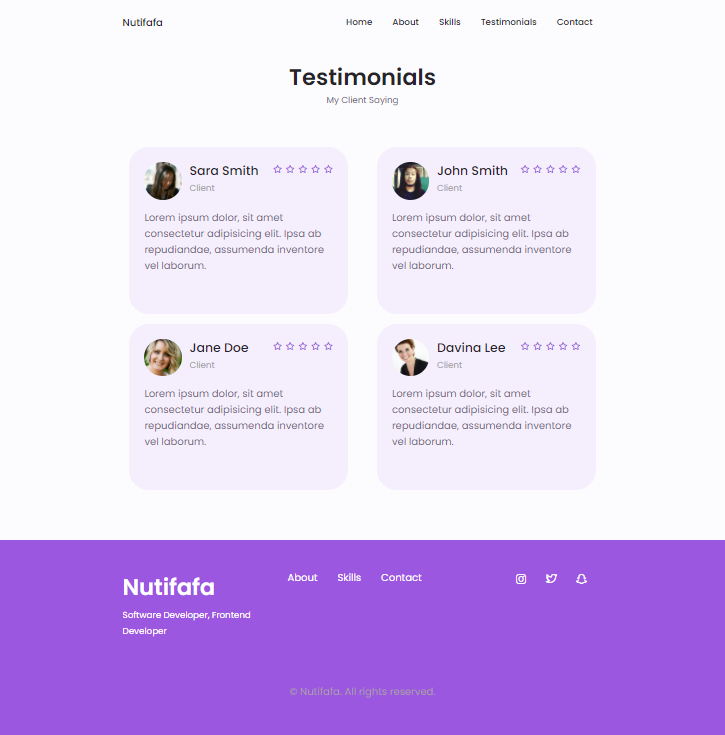 Nutifafa
Home About Skills Testimonials Contact
Testimonials
My Client Saying
Sara Smith
Client
Lorem ipsum dolor, sit amet
consectetur adipisicing elit. Ipsa ab
repudiandae, assumenda inventore
vel laborum.
John Smith
Client
Lorem ipsum dolor, sit amet
consectetur adipisicing elit. Ipsa ab
repudiandae, assumenda inventore
vel laborum.
Jane Doe
Client
Lorem ipsum dolor, sit amet
consectetur adipisicing elit. Ipsa ab
repudiandae, assumenda inventore
vel laborum.
Davina Lee
Client
Lorem ipsum dolor, sit amet
consectetur adipisicing elit. Ipsa ab
repudiandae, assumenda inventore
vel laborum.
Nutifafa
Software Developer, Frontend
Developer
About Skills Contact
© Nutifafa. All rights reserved.